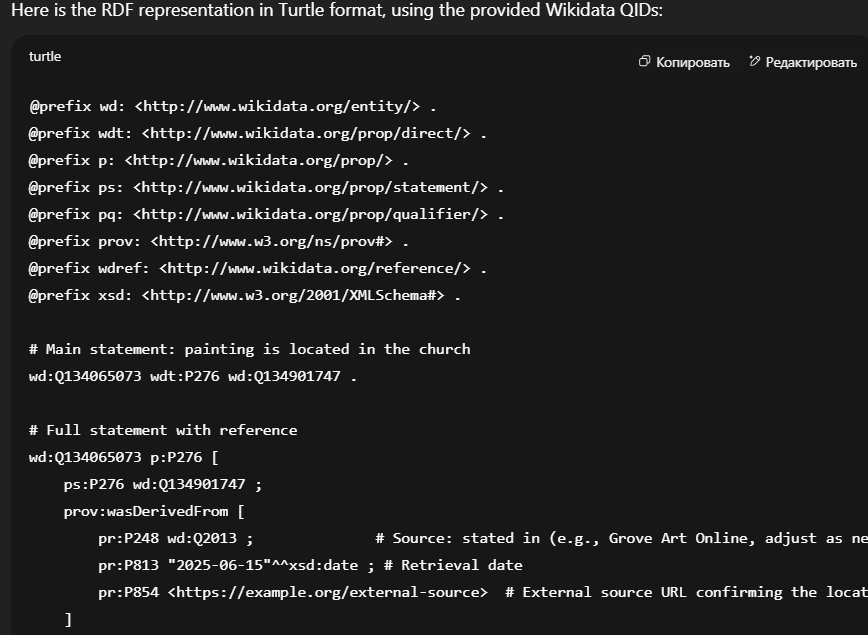 Here is the RDF representation in Turtle format, using the provided Wikidata QIDs:
turtle
Копировать Редактировать
@prefix wd: <http://www.wikidata.org/entity/> .
@prefix wdt: <http://www.wikidata.org/prop/direct/> .
@prefix p: <http://www.wikidata.org/prop/> .
@prefix ps: <http://www.wikidata.org/prop/statement/> .
@prefix pq: <http://www.wikidata.org/prop/qualifier/> .
@prefix prov: <http://www.w3.org/ns/prov#> .
@prefix wdref: <http://www.wikidata.org/reference/> .
@prefix xsd: <http://www.w3.org/2001/XMLSchema#> .
# Main statement: painting is located in the church
wd:Q134065073 wdt:P276 wd:Q134901747 .
# Full statement with reference
wd:Q134065073 p:P276 [
ps:P276 wd:Q134901747 ;
prov:wasDerivedFrom [
pr:P248 wd:Q2013 ; # Source: stated in (e.g., Grove Art Online, adjust as ne
pr:P813 "2025-06-15"^^xsd:date ; # Retrieval date
pr:P854 <https://example.org/external-source> # External source URL confirming the locat
]